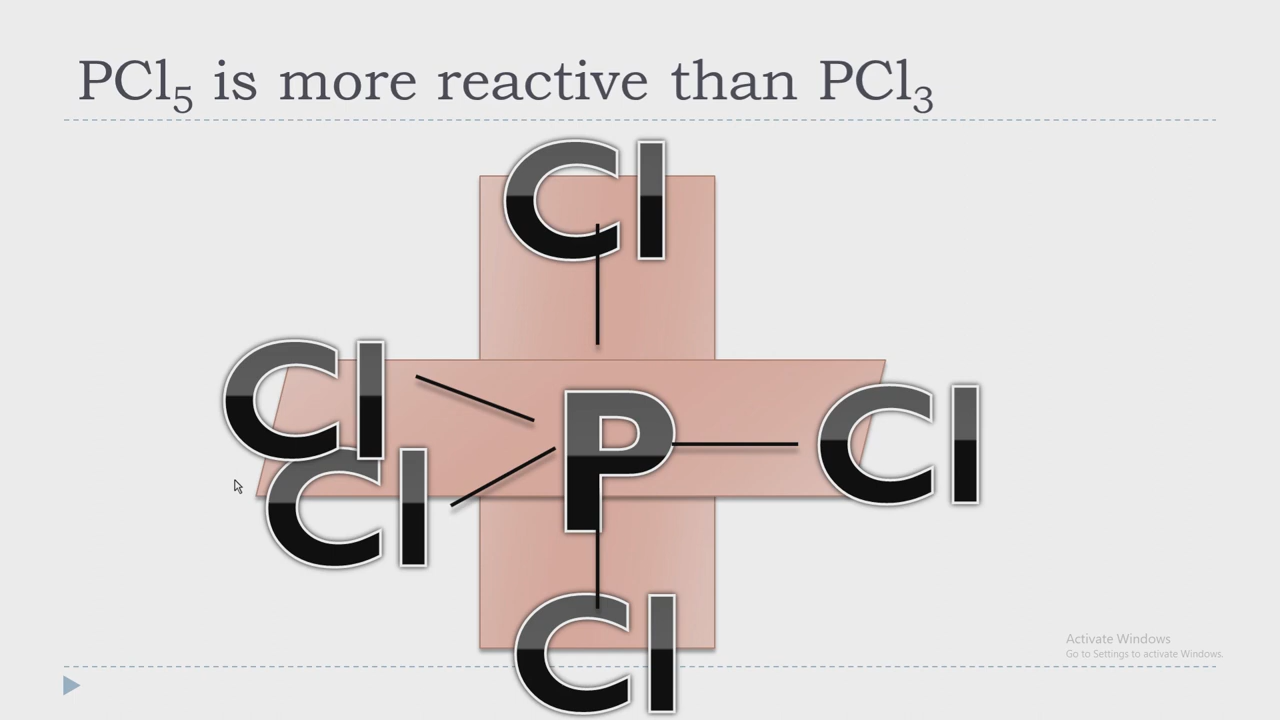 PCl₅ is more reactive than PCl₃
Cl
Cl
P
Cl
Cl
Cl
Activate Windows
Go to Settings to activate Windows.